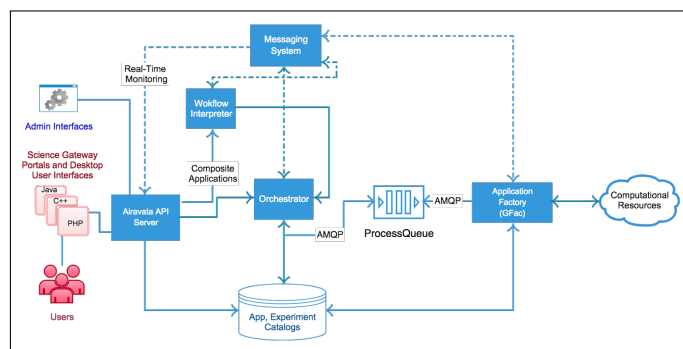 Messaging
System
Real-Time
Monitoring
Wokflow
Interpreter
Admin Interfaces
Science Gateway
Portals and Desktop
User Interfaces
Java
C++
PHP
Composite
Applications
Airavata API
Server
Orchestrator
AMQP
ProcessQueue
AMQP
Application
Factory
(GFac)
Computational
Resources
Users
App, Experiment
Catalogs